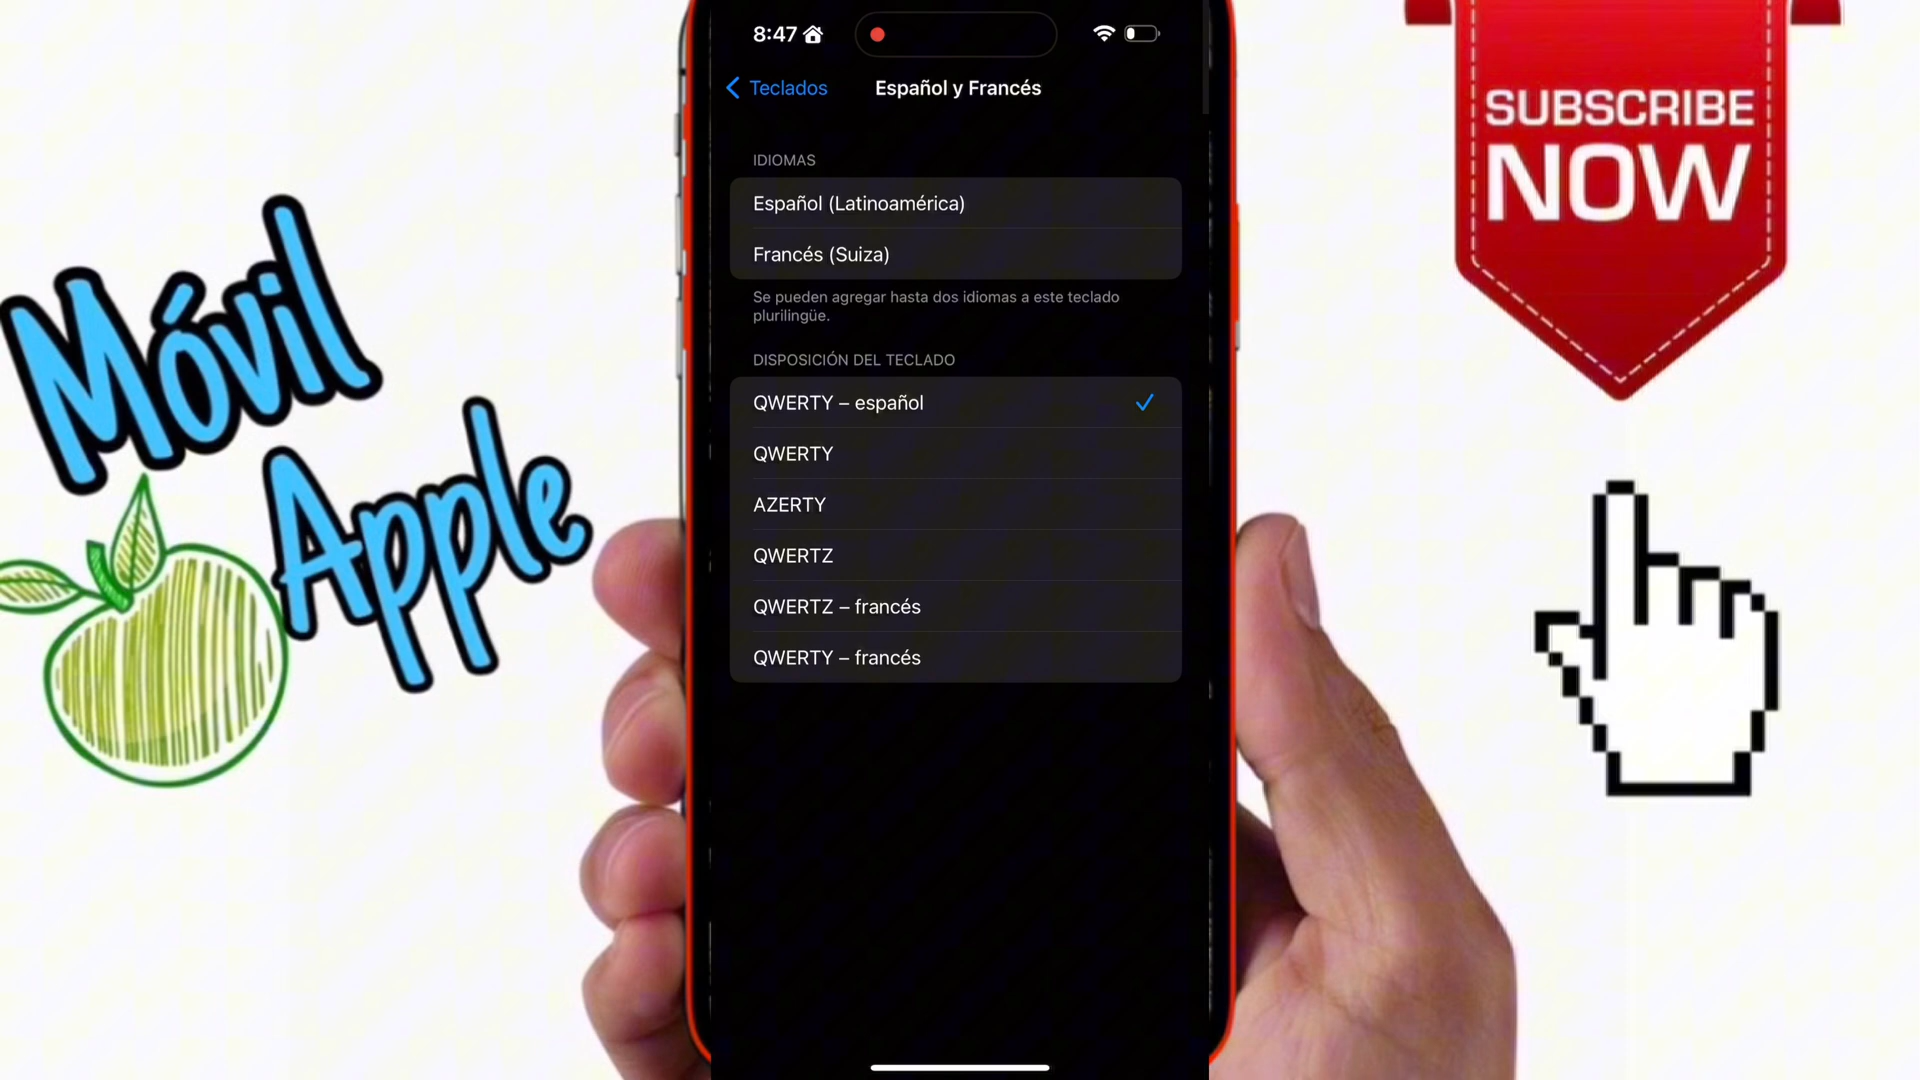 Móvil
Apple
8:47
Teclados
Español y Francés
IDIOMAS
Español (Latinoamérica)
Francés (Suiza)
Se pueden agregar hasta dos idiomas a este teclado
plurilingüe.
DISPOSICIÓN DEL TECLADO
QWERTY – español
QWERTY
AZERTY
QWERTZ
QWERTZ – francés
QWERTY – francés
SUBSCRIBE
NOW